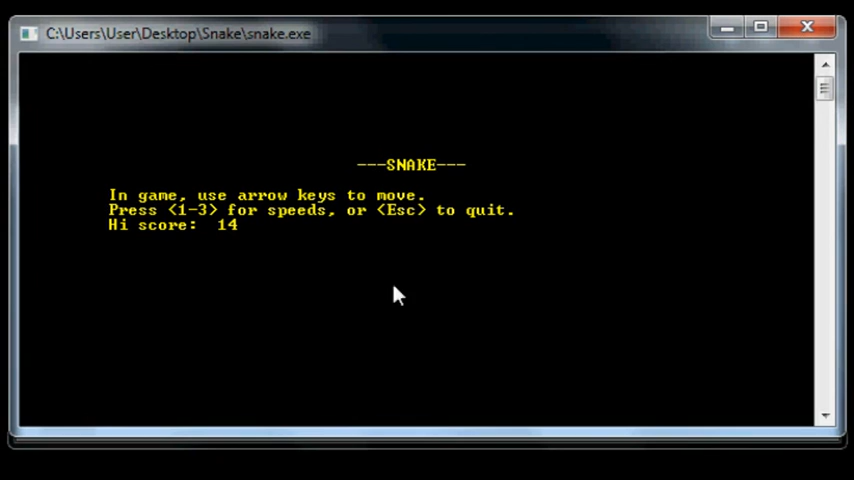 C:\Users\User\Desktop\Snake\snake.exe
---SNAKE---
In game, use arrow keys to move.
Press <1-3> for speeds, or <Esc> to quit.
Hi score: 14